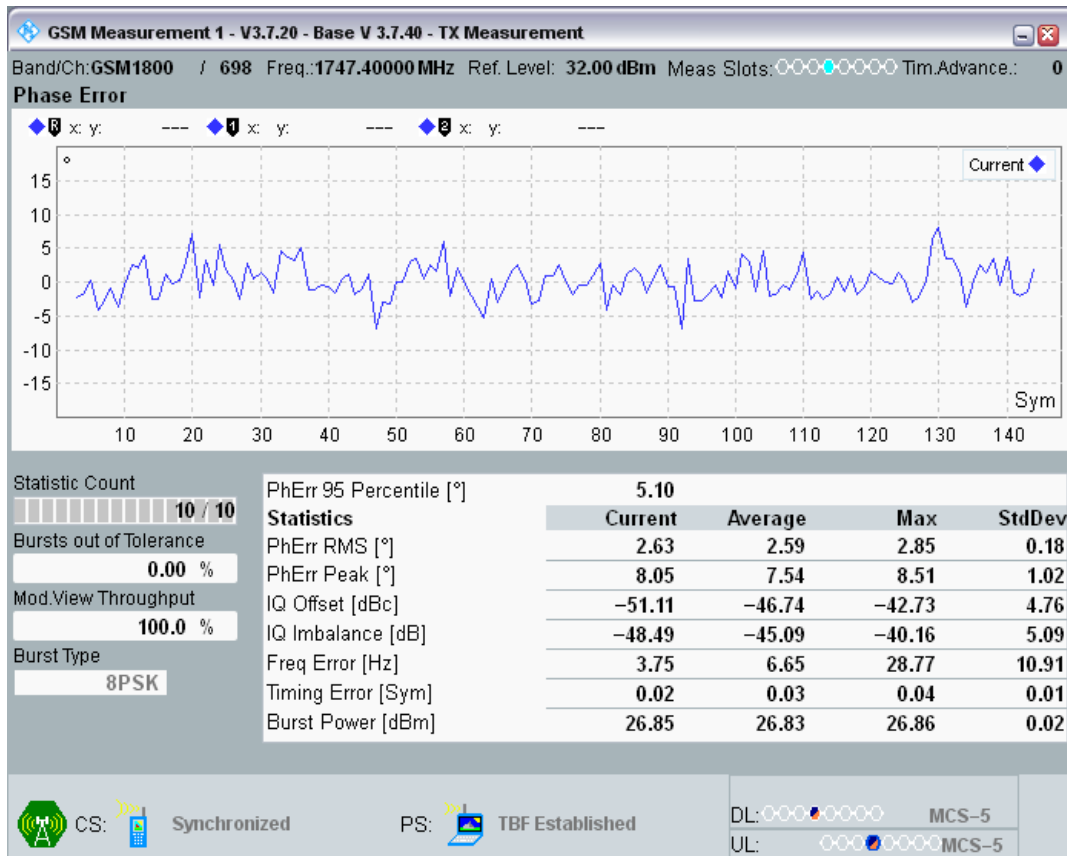 GSM Measurement 1 - V3.7.20 - Base V 3.7.40 - TX Measurement
Band/Ch:GSM1800 / 698 Freq.:1747.40000 MHz Ref. Level: 32.00 dBm Meas Slots: Tim.Advance.: 0
Phase Error
R x: y: --- 1 x: y: --- 2 x: y: ---
°
Current
15
10
5
0
-5
-10
-15
Sym
10 20 30 40 50 60 70 80 90 100 110 120 130 140
Statistic Count
10 / 10
Bursts out of Tolerance
0.00 %
Mod.View Throughput
100.0 %
Burst Type
8PSK
PhErr 95 Percentile [°] 5.10
Statistics Current Average Max StdDev
PhErr RMS [°] 2.63 2.59 2.85 0.18
PhErr Peak [°] 8.05 7.54 8.51 1.02
IQ Offset [dBc] −51.11 −46.74 −42.73 4.76
IQ Imbalance [dB] −48.49 −45.09 −40.16 5.09
Freq Error [Hz] 3.75 6.65 28.77 10.91
Timing Error [Sym] 0.02 0.03 0.04 0.01
Burst Power [dBm] 26.85 26.83 26.86 0.02
CS: Synchronized PS: TBF Established
DL: MCS−5
UL: MCS−5